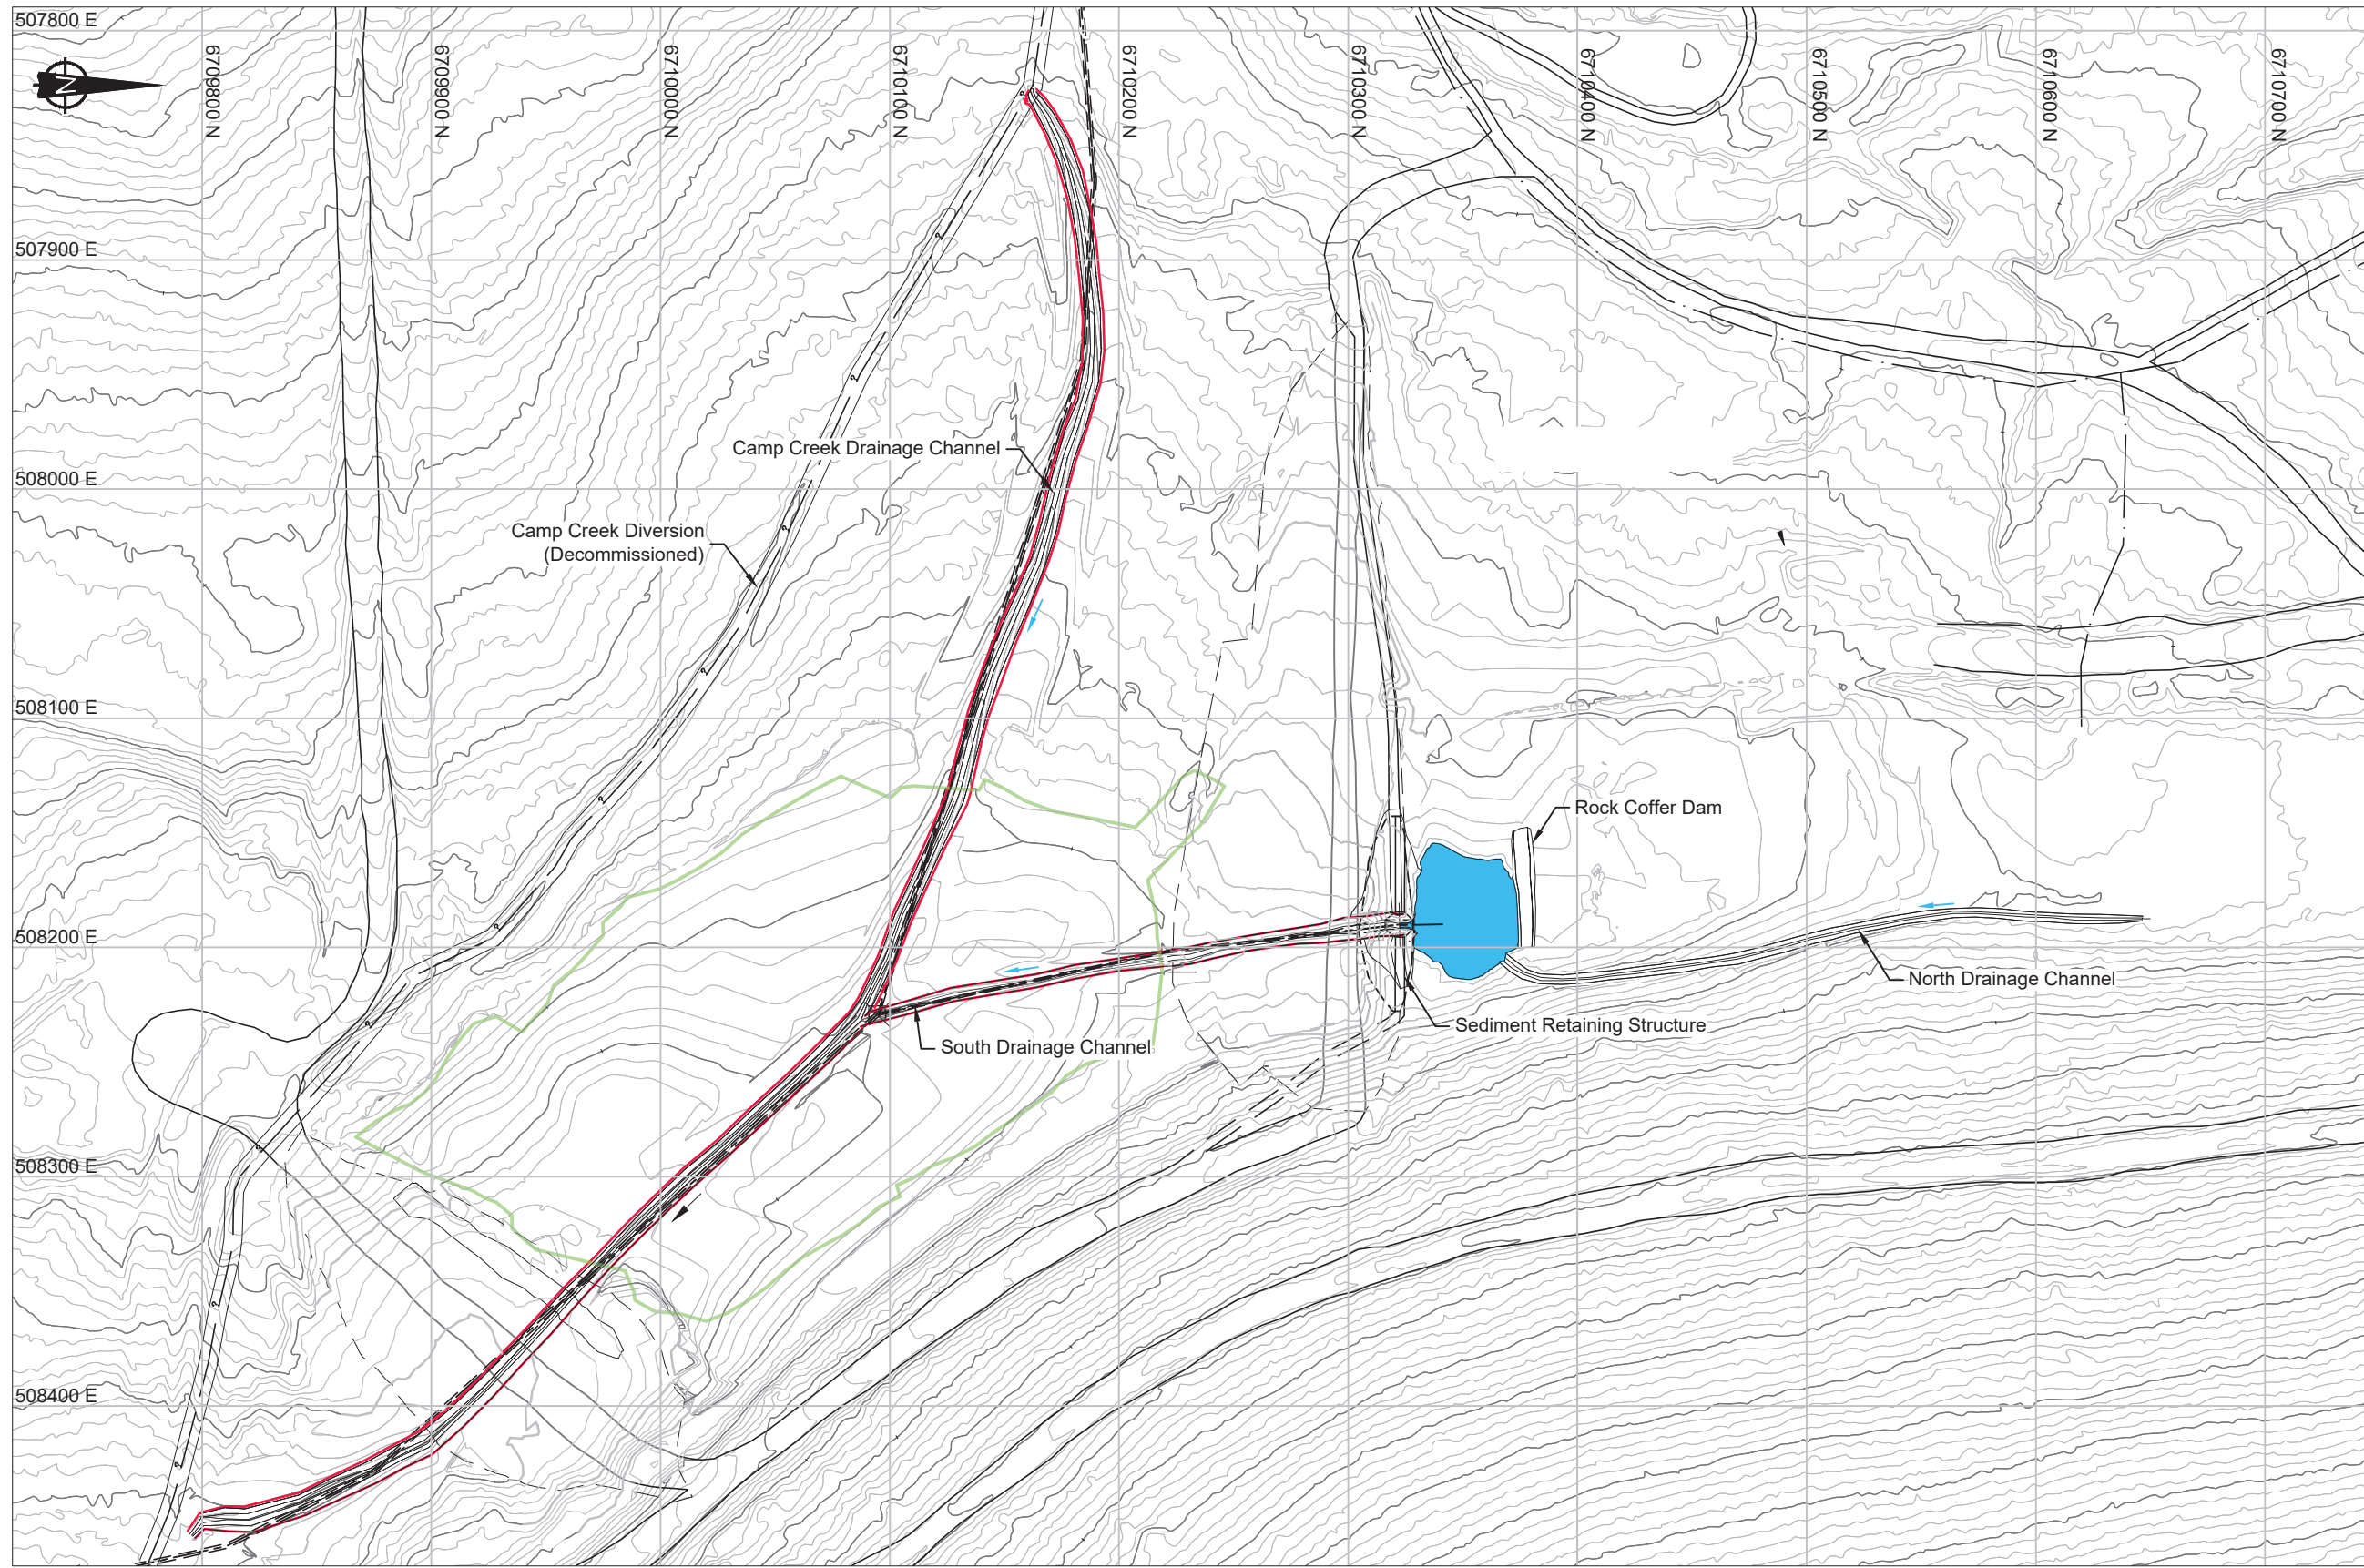 507800 E
6709800 N
6709900 N
6710000 N
6710100 N
6710200 N
6710300 N
6710400 N
6710500 N
6710600 N
6710700 N
N
507900 E
Camp Creek Drainage Channel
508000 E
Camp Creek Diversion
(Decommissioned)
508100 E
Rock Coffer Dam
508200 E
North Drainage Channel
Sediment Retaining Structure
South Drainage Channel
508300 E
508400 E